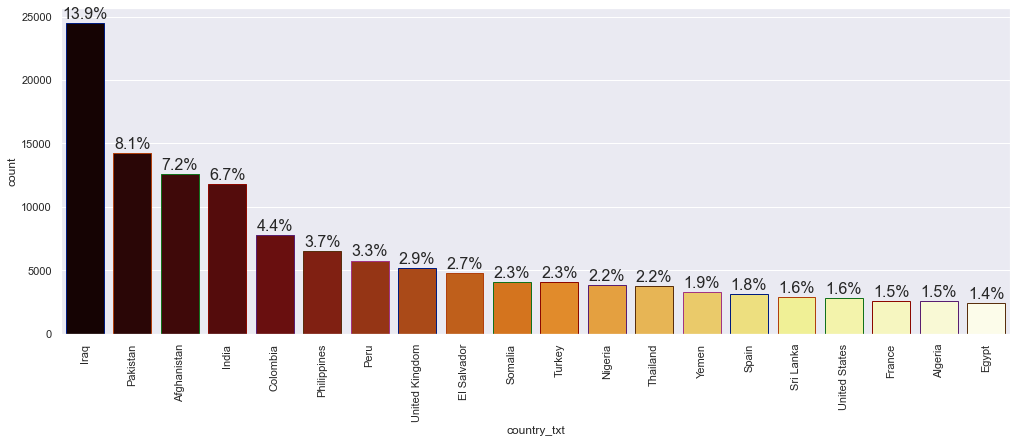 13.9%
8.1%
7.2%
6.7%
4.4%
3.7%
3.3%
2.9%
2.7%
2.3%
2.3%
2.2%
2.2%
1.9%
1.8%
1.6%
1.6%
1.5%
1.5%
1.4%
25000
20000
15000
10000
5000
0
count
Iraq
Pakistan
Afghanistan
India
Colombia
Philippines
Peru
United Kingdom
El Salvador
Somalia
Turkey
Nigeria
Thailand
Yemen
Spain
Sri Lanka
United States
France
Algeria
Egypt
country_txt